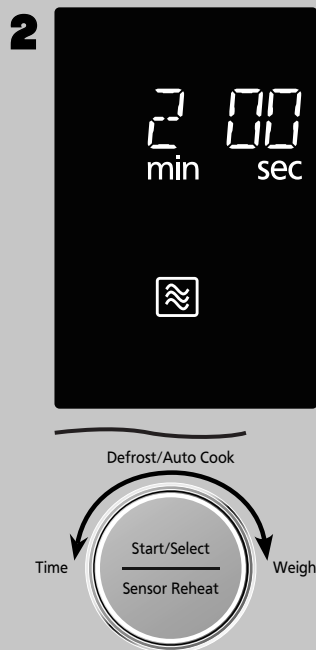 2
2 00
min sec
Defrost/Auto Cook
Time
Start/Select
Sensor Reheat
Weigh